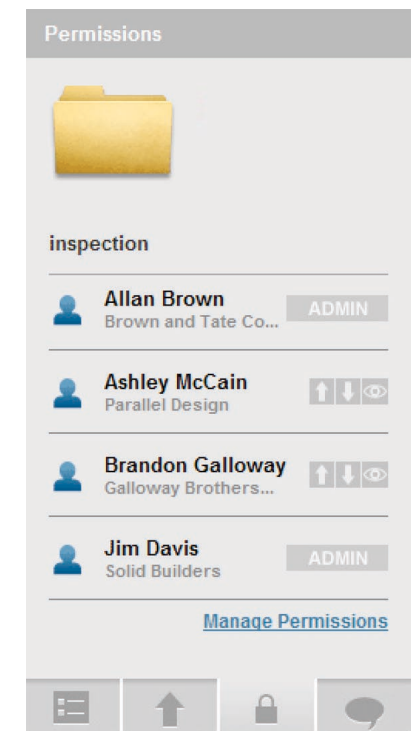 Permissions
inspection
Allan Brown
ADMIN
Brown and Tate Co...
Ashley McCain
Parallel Design
Brandon Galloway
Galloway Brothers...
Jim Davis
ADMIN
Solid Builders
Manage Permissions